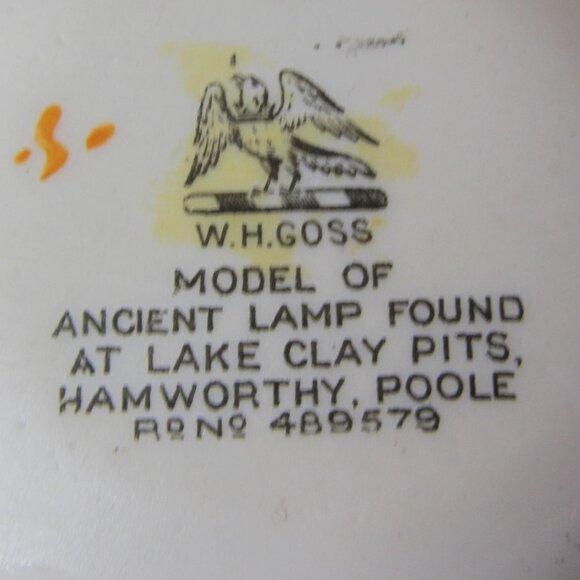 W.H.GOSS
MODEL OF
ANCIENT LAMP FOUND
AT LAKE CLAY PITS,
HAMWORTHY, POOLE
Rº Nº 489579